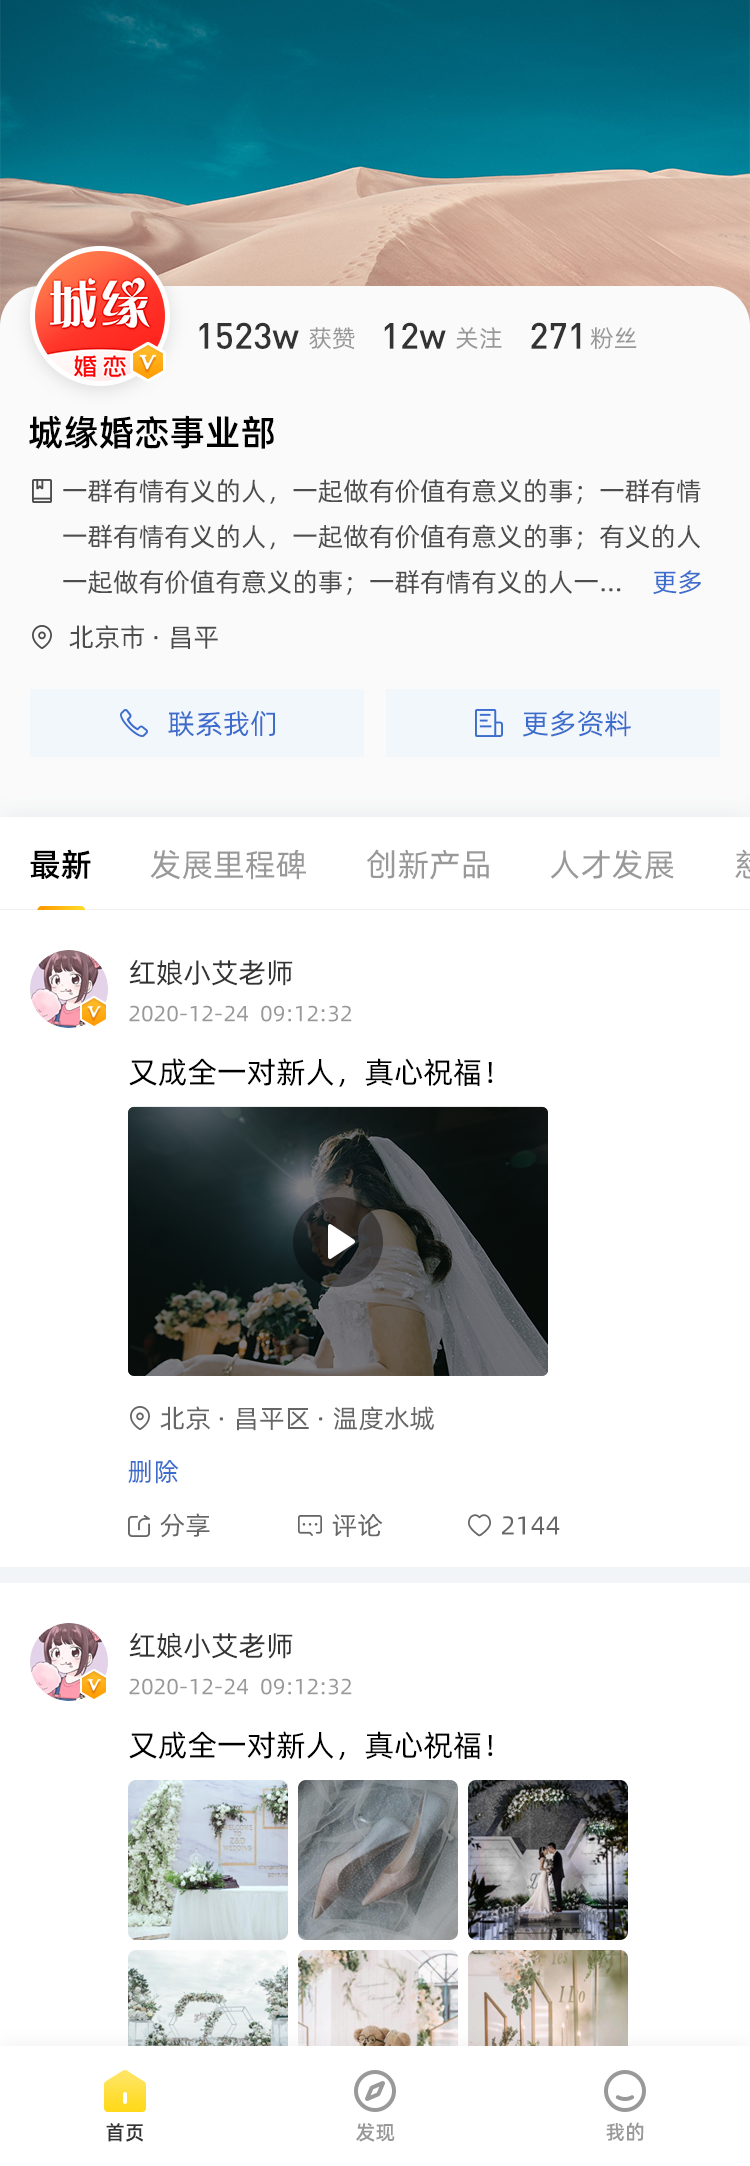 城缘
婚恋
V
1523w 获赞 12w 关注 271 粉丝
城缘婚恋事业部
一群有情有义的人，一起做有价值有意义的事；一群有情
一群有情有义的人，一起做有价值有意义的事；有义的人
一起做有价值有意义的事；一群有情有义的人一... 更多
北京市 · 昌平
联系我们 更多资料
最新 发展里程碑 创新产品 人才发展 慈
红娘小艾老师
V
2020-12-24 09:12:32
又成全一对新人，真心祝福！
北京 · 昌平区 · 温度水城
删除
分享 评论 2144
红娘小艾老师
V
2020-12-24 09:12:32
又成全一对新人，真心祝福！
首页 发现 我的